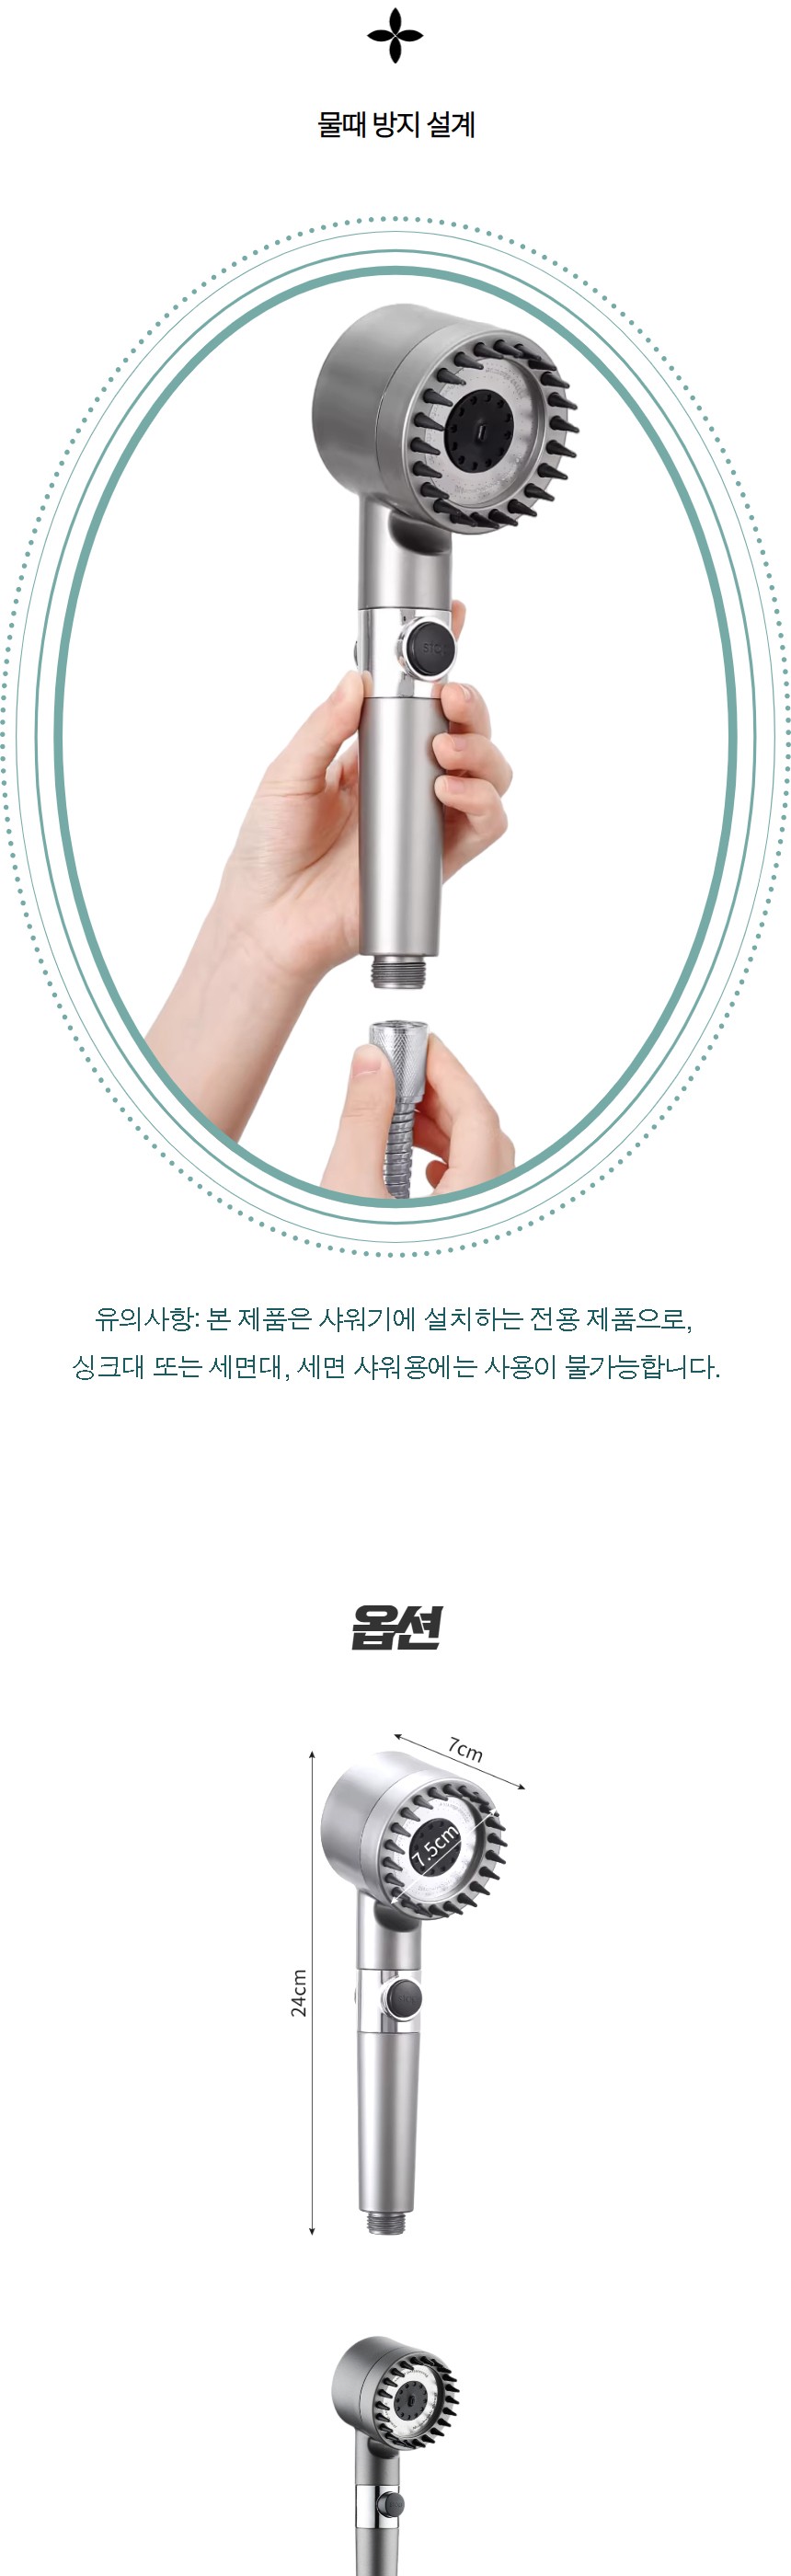 물때 방지 설계
유의사항: 본 제품은 샤워기에 설치하는 전용 제품으로,
싱크대 또는 세면대, 세면 샤워용에는 사용이 불가능합니다.
옵션
7cm
7.5cm
24cm